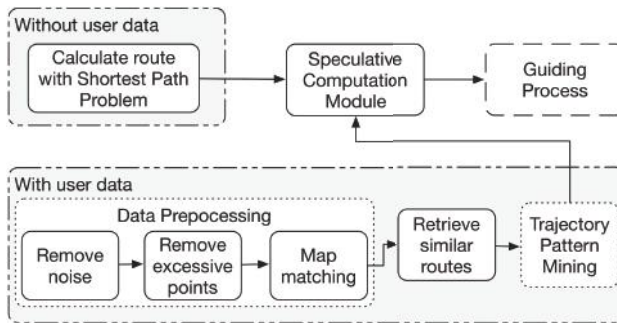 Without user data
Calculate route
with Shortest Path
Problem
Speculative
Computation
Module
Guiding
Process
With user data
Data Prepocessing
Remove
noise
Remove
excessive
points
Map
matching
Retrieve
similar
routes
Trajectory
Pattern
Mining